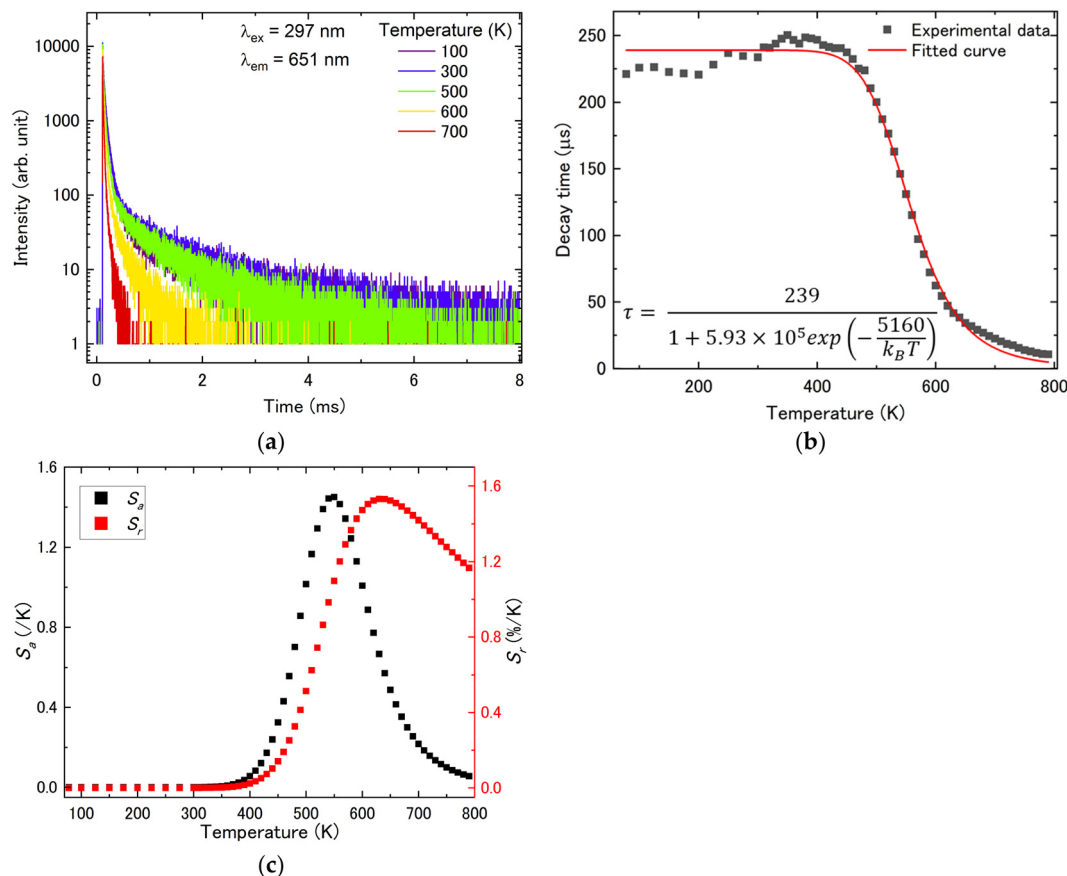 (a)
λex = 297 nm
λem = 651 nm
Temperature (K)
100
300
500
600
700
10000
1000
100
10
1
Intensity (arb. unit)
0 2 4 6 8
Time (ms)
(b)
Experimental data
Fitted curve
250
200
150
100
50
0
Decay time (μs)
τ = 239 / (1 + 5.93 × 10⁵exp(−5160/(k_BT)))
200 400 600 800
Temperature (K)
(c)
Sa
Sr
1.6
1.2
0.8
0.4
0.0
Sa (/K)
1.6
1.2
0.8
0.4
0.0
Sr (%/K)
100 200 300 400 500 600 700 800
Temperature (K)